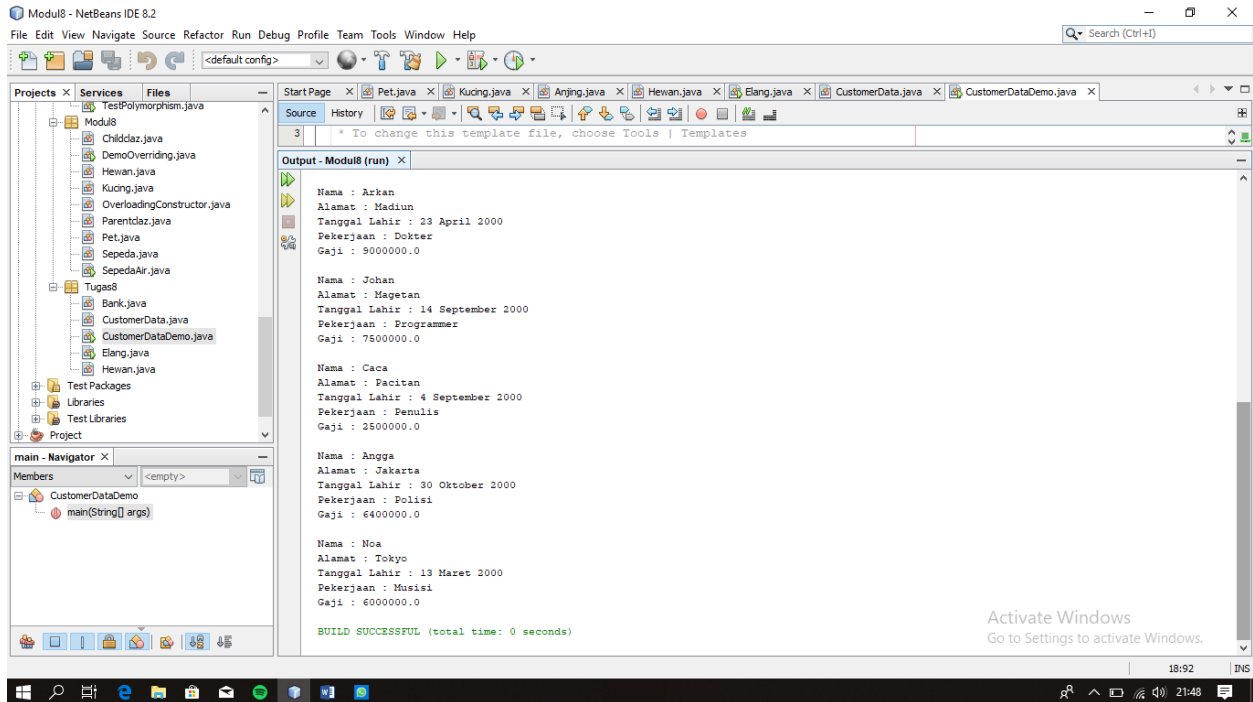 Modul8 - NetBeans IDE 8.2
File Edit View Navigate Source Refactor Run Debug Profile Team Tools Window Help
Search (Ctrl+I)
<default config>
Projects Services Files
TestPolymorphism.java
Modul8
Childclaz.java
DemoOverriding.java
Hewan.java
Kucing.java
OverloadingConstructor.java
Parentclaz.java
Pet.java
Sepeda.java
SepedaAir.java
Tugas8
Bank.java
CustomerData.java
CustomerDataDemo.java
Elang.java
Hewan.java
Test Packages
Libraries
Test Libraries
Project
main - Navigator
Members <empty>
CustomerDataDemo
main(String[] args)
Start Page Pet.java Kucing.java Anjing.java Hewan.java Elang.java CustomerData.java CustomerDataDemo.java
Source History
3 * To change this template file, choose Tools | Templates
Output - Modul8 (run)
Nama : Arkan
Alamat : Madiun
Tanggal Lahir : 23 April 2000
Pekerjaan : Dokter
Gaji : 9000000.0
Nama : Johan
Alamat : Magetan
Tanggal Lahir : 14 September 2000
Pekerjaan : Programmer
Gaji : 7500000.0
Nama : Caca
Alamat : Pacitan
Tanggal Lahir : 4 September 2000
Pekerjaan : Penulis
Gaji : 2500000.0
Nama : Angga
Alamat : Jakarta
Tanggal Lahir : 30 Oktober 2000
Pekerjaan : Polisi
Gaji : 6400000.0
Nama : Noa
Alamat : Tokyo
Tanggal Lahir : 13 Maret 2000
Pekerjaan : Musisi
Gaji : 6000000.0
BUILD SUCCESSFUL (total time: 0 seconds)
Activate Windows
Go to Settings to activate Windows.
18:92 INS
21:48